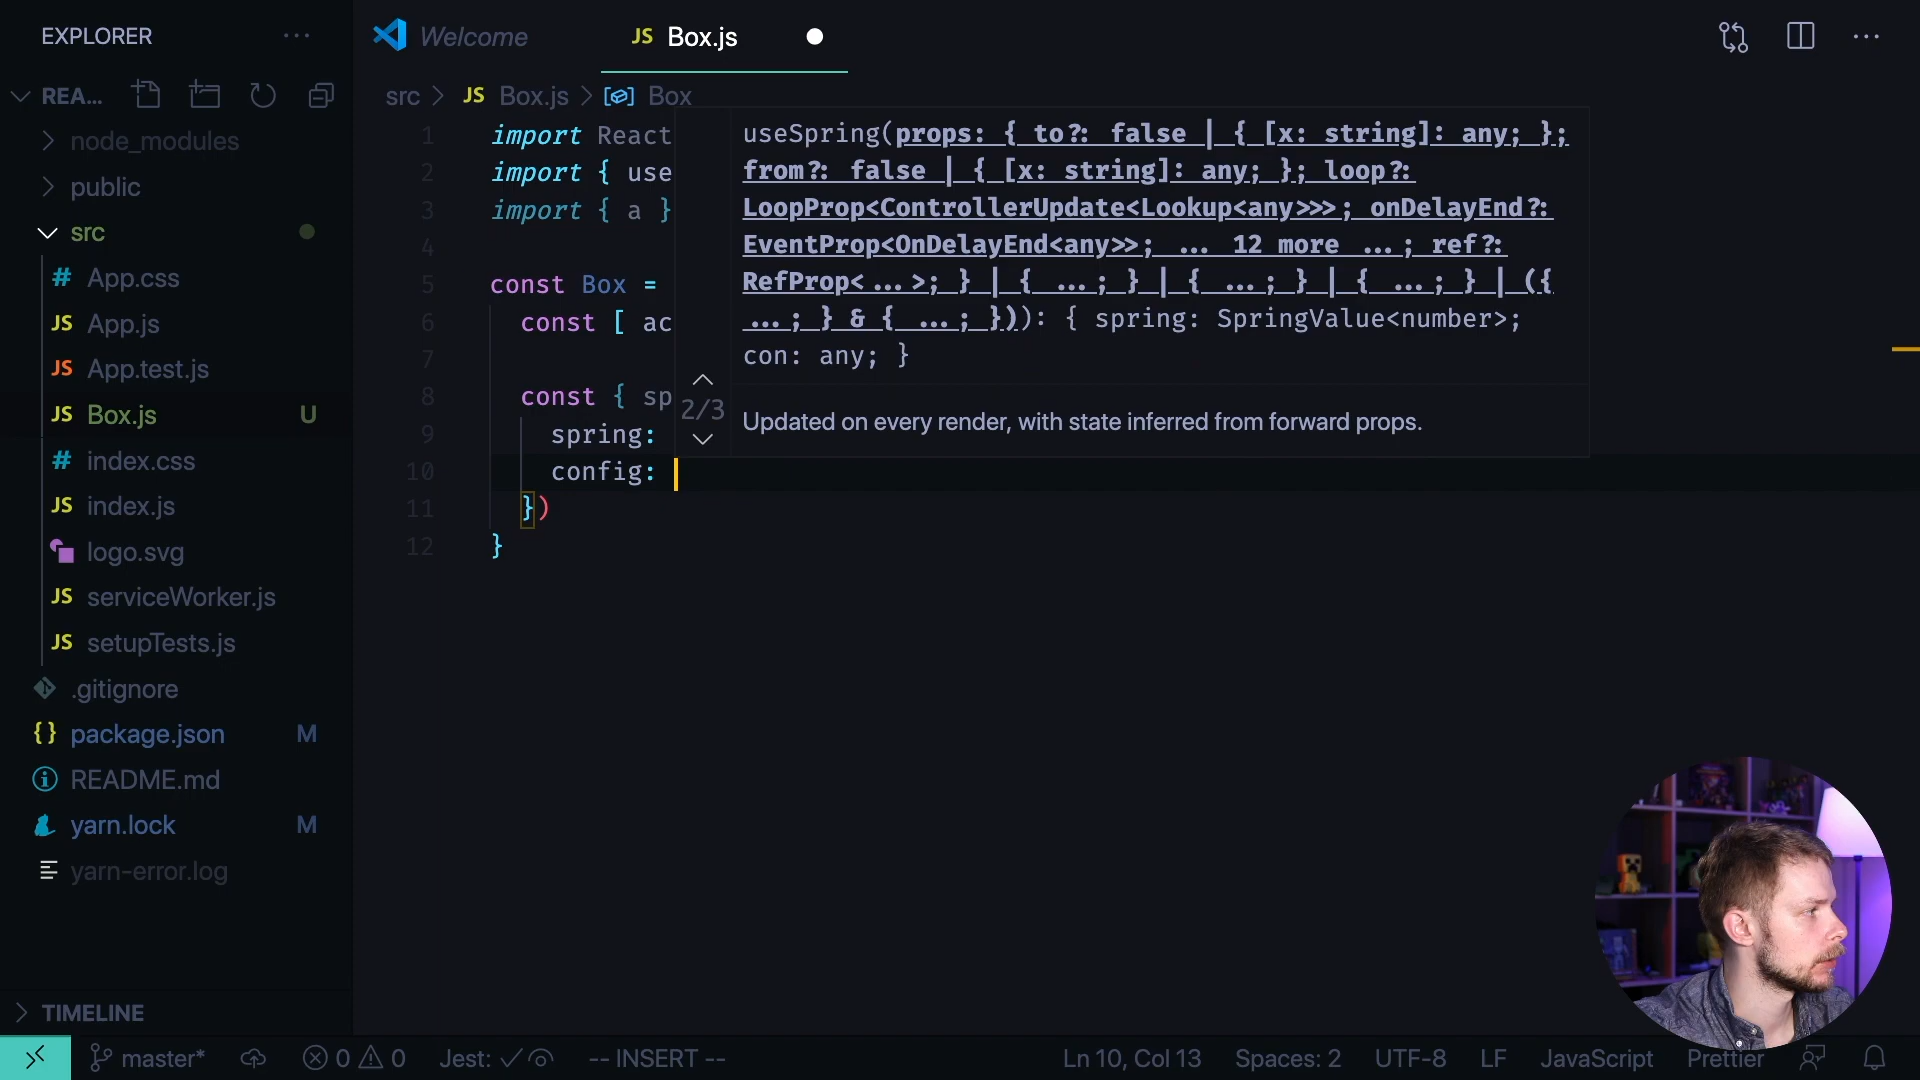 EXPLORER
REA...
node_modules
public
src
# App.css
JS App.js
JS App.test.js
JS Box.js U
# index.css
JS index.js
logo.svg
JS serviceWorker.js
JS setupTests.js
.gitignore
{} package.json M
README.md
yarn.lock M
yarn-error.log
TIMELINE
Welcome
JS Box.js
src > JS Box.js > Box
1 import React
2 import { use
3 import { a }
4
5 const Box =
6 const [ ac
7
8 const { sp
9 spring:
10 config:
11 })
12 }
2/3
useSpring(props: { to?: false | { [x: string]: any; };
from?: false | { [x: string]: any; }; loop?:
LoopProp<ControllerUpdate<Lookup<any>>>; onDelayEnd?:
EventProp<OnDelayEnd<any>>; ... 12 more ...; ref?:
RefProp<...>; } | { ...; } | { ...; } | { ...; } | ({
...; } & { ...; })): { spring: SpringValue<number>;
con: any; }
Updated on every render, with state inferred from forward props.
master* 0 0 Jest: -- INSERT -- Ln 10, Col 13 Spaces: 2 UTF-8 LF JavaScript Prettier